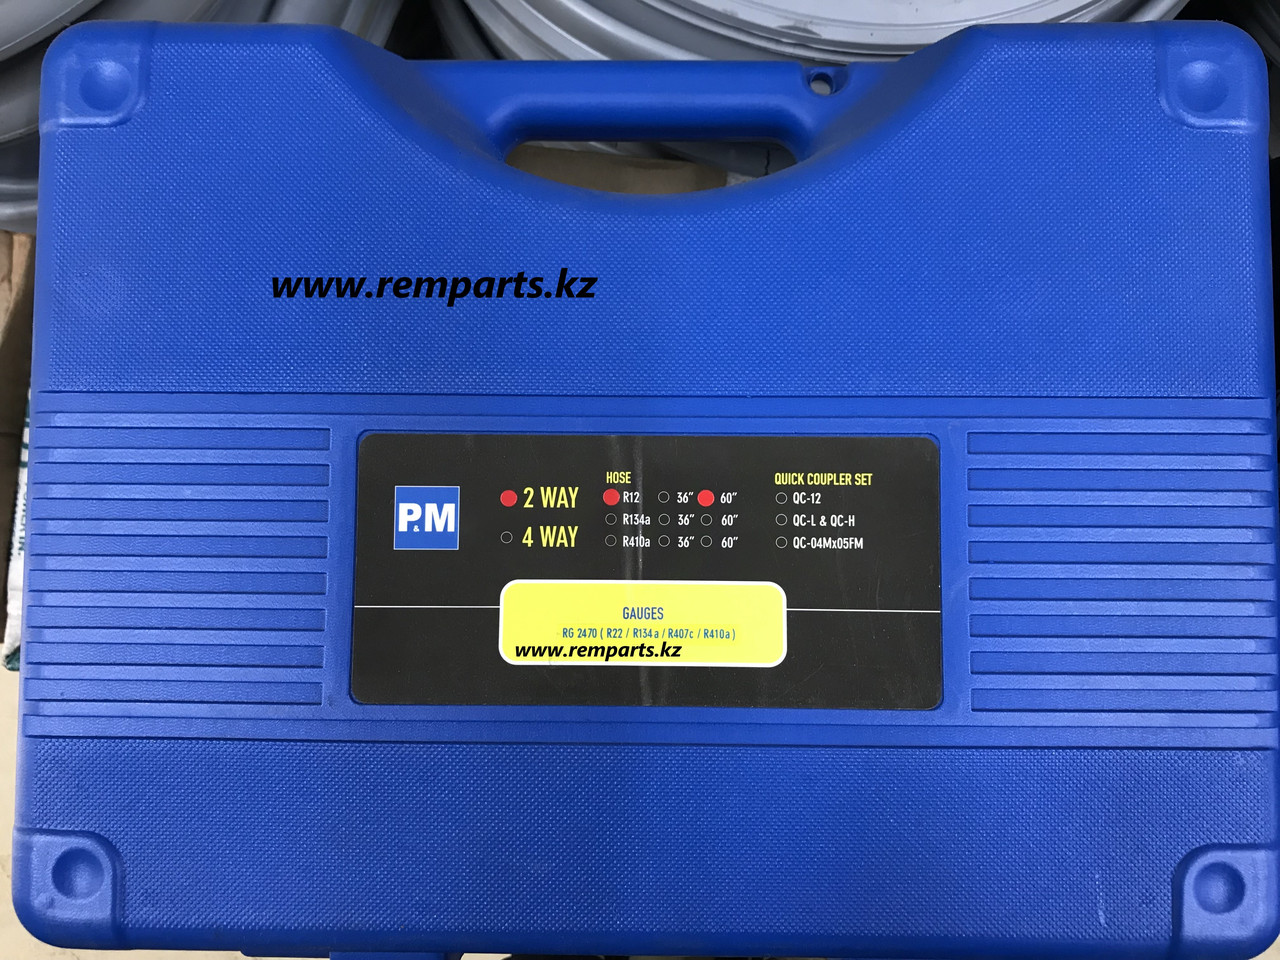 www.remparts.kz
P&M
2 WAY
4 WAY
HOSE
R12 36" 60"
R134a 36" 60"
R410a 36" 60"
QUICK COUPLER SET
QC-12
QC-L & QC-H
QC-04Mx05FM
GAUGES
RG 2470 ( R22 / R134a / R407c / R410a )
www.remparts.kz